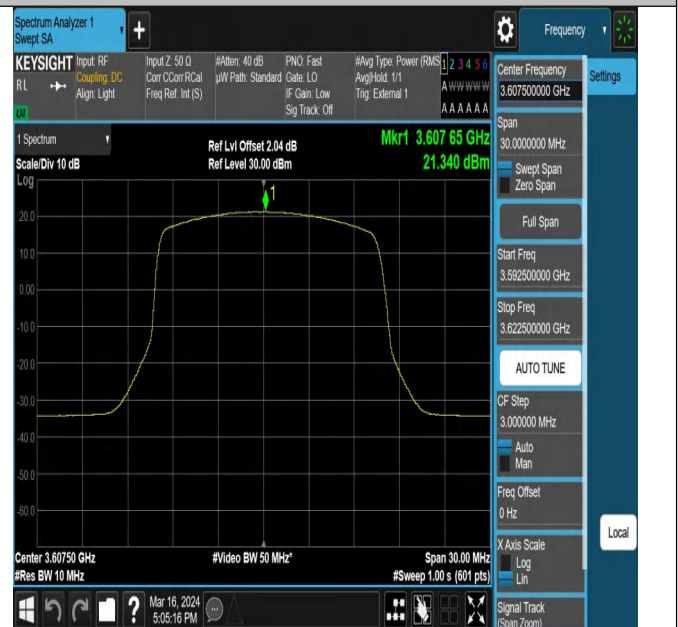 Spectrum Analyzer 1
Swept SA
+
Frequency
KEYSIGHT
RL
LXI
Input: RF
Coupling: DC
Align: Light
Input Z: 50 Ω
Corr CCorr RCal
Freq Ref: Int (S)
#Atten: 40 dB
µW Path: Standard
PNO: Fast
Gate: LO
IF Gain: Low
Sig Track: Off
#Avg Type: Power (RMS
Avg|Hold: 1/1
Trig: External 1
1 2 3 4 5 6
A W W W W W
A A A A A A
1 Spectrum
Scale/Div 10 dB
Log
Ref Lvl Offset 2.04 dB
Ref Level 30.00 dBm
Mkr1 3.607 65 GHz
21.340 dBm
1
20.0
10.0
0.00
-10.0
-20.0
-30.0
-40.0
-50.0
-60.0
Center 3.60750 GHz
#Res BW 10 MHz
#Video BW 50 MHz*
Span 30.00 MHz
#Sweep 1.00 s (601 pts)
Mar 16, 2024
5:05:16 PM
?
Center Frequency
3.607500000 GHz
Settings
Span
30.0000000 MHz
Swept Span
Zero Span
Full Span
Start Freq
3.592500000 GHz
Stop Freq
3.622500000 GHz
AUTO TUNE
CF Step
3.000000 MHz
Auto
Man
Freq Offset
0 Hz
X Axis Scale
Log
Lin
Local
Signal Track
(Span Zoom)